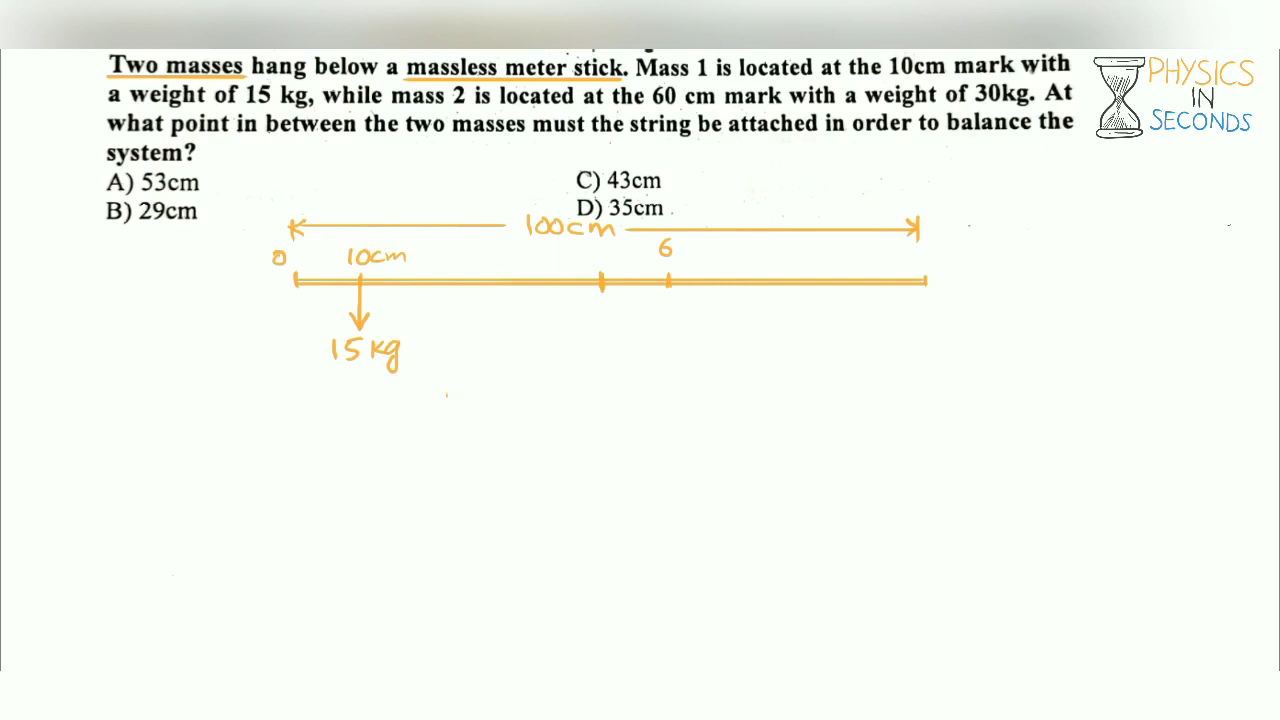 Two masses hang below a massless meter stick. Mass 1 is located at the 10cm mark with
a weight of 15 kg, while mass 2 is located at the 60 cm mark with a weight of 30kg. At
what point in between the two masses must the string be attached in order to balance the
system?
A) 53cm
B) 29cm
C) 43cm
D) 35cm
PHYSICS
IN
SECONDS
100cm
0 10cm 6
15 kg